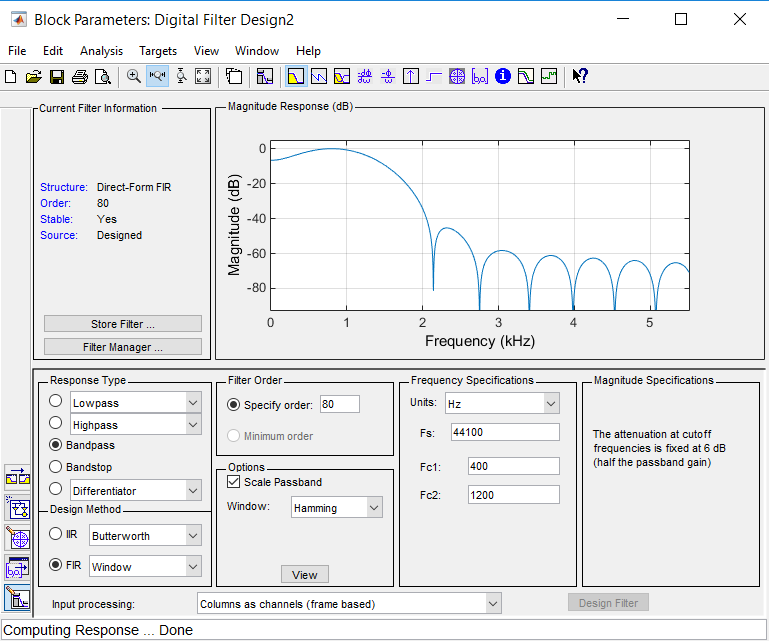 Block Parameters: Digital Filter Design2
File Edit Analysis Targets View Window Help
Current Filter Information
Structure: Direct-Form FIR
Order: 80
Stable: Yes
Source: Designed
Store Filter ...
Filter Manager ...
Magnitude Response (dB)
Magnitude (dB)
0
-20
-40
-60
-80
0 1 2 3 4 5
Frequency (kHz)
Response Type
Lowpass
Highpass
Bandpass
Bandstop
Differentiator
Design Method
IIR Butterworth
FIR Window
Filter Order
Specify order: 80
Minimum order
Options
Scale Passband
Window: Hamming
View
Frequency Specifications
Units: Hz
Fs: 44100
Fc1: 400
Fc2: 1200
Magnitude Specifications
The attenuation at cutoff
frequencies is fixed at 6 dB
(half the passband gain)
Input processing: Columns as channels (frame based)
Design Filter
Computing Response ... Done